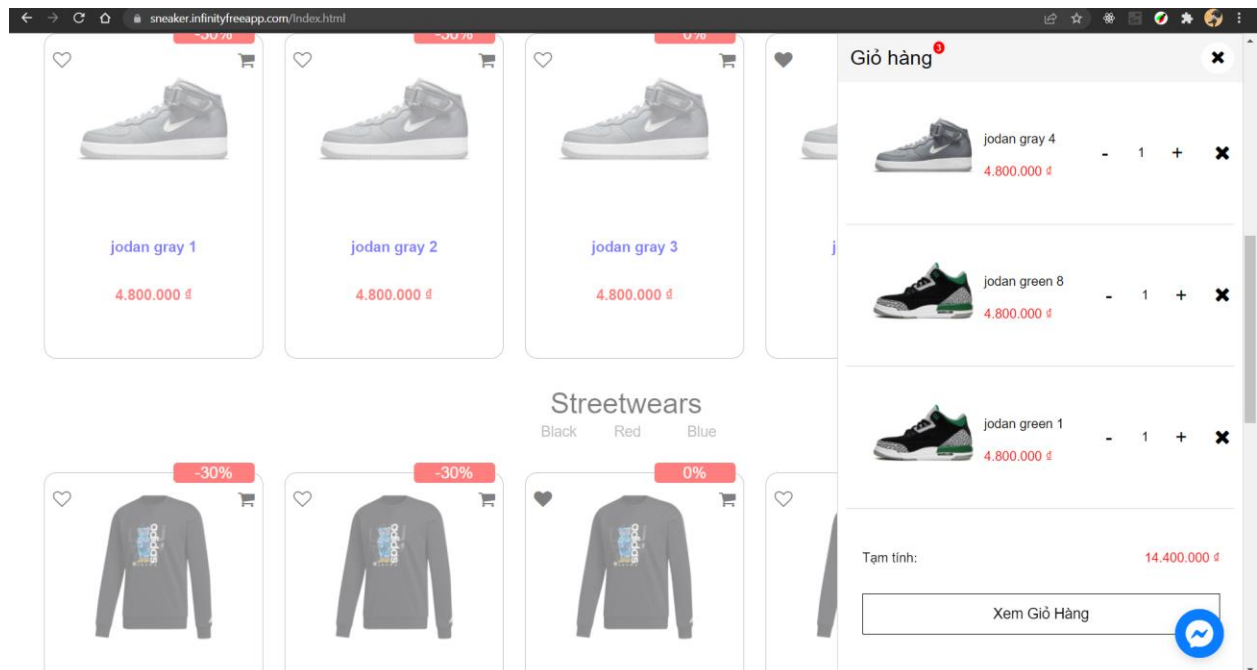 sneaker.infinityfreeapp.com/Index.html
-30%
-30%
0%
jodan gray 1
4.800.000 ₫
jodan gray 2
4.800.000 ₫
jodan gray 3
4.800.000 ₫
Streetwears
Black Red Blue
-30%
-30%
0%
adidas
adidas
adidas
Giỏ hàng 3
jodan gray 4
4.800.000 ₫
- 1 +
jodan green 8
4.800.000 ₫
- 1 +
jodan green 1
4.800.000 ₫
- 1 +
Tạm tính: 14.400.000 ₫
Xem Giỏ Hàng